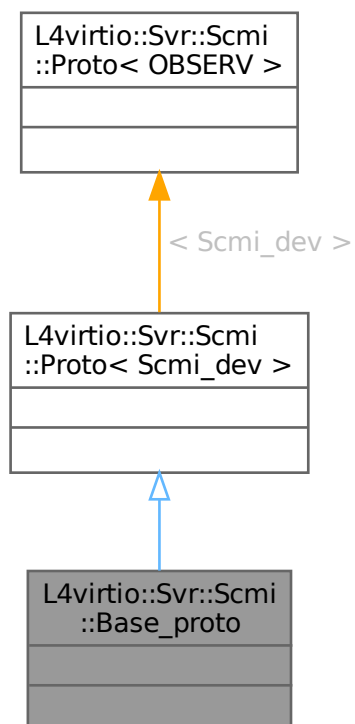 L4virtio::Svr::Scmi
::Proto< OBSERV >
< Scmi_dev >
L4virtio::Svr::Scmi
::Proto< Scmi_dev >
L4virtio::Svr::Scmi
::Base_proto